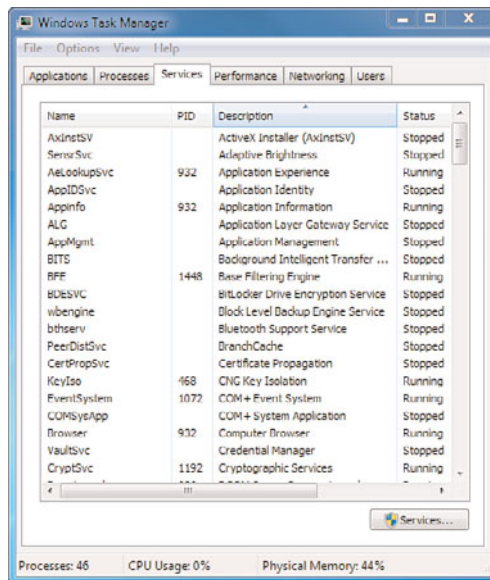 Windows Task Manager
File Options View Help
Applications Processes Services Performance Networking Users
Name PID Description Status
AxInstSV ActiveX Installer (AxInstSV) Stopped
SensrSvc Adaptive Brightness Stopped
AeLookupSvc 932 Application Experience Running
AppIDSvc Application Identity Stopped
Appinfo 932 Application Information Running
ALG Application Layer Gateway Service Stopped
AppMgmt Application Management Stopped
BITS Background Intelligent Transfer ... Stopped
BFE 1448 Base Filtering Engine Running
BDESVC BitLocker Drive Encryption Service Stopped
wbengine Block Level Backup Engine Service Stopped
bthserv Bluetooth Support Service Stopped
PeerDistSvc BranchCache Stopped
CertPropSvc Certificate Propagation Stopped
KeyIso 468 CNG Key Isolation Running
EventSystem 1072 COM+ Event System Running
COMSysApp COM+ System Application Stopped
Browser 932 Computer Browser Running
VaultSvc Credential Manager Stopped
CryptSvc 1192 Cryptographic Services Running
Services...
Processes: 46 CPU Usage: 0% Physical Memory: 44%